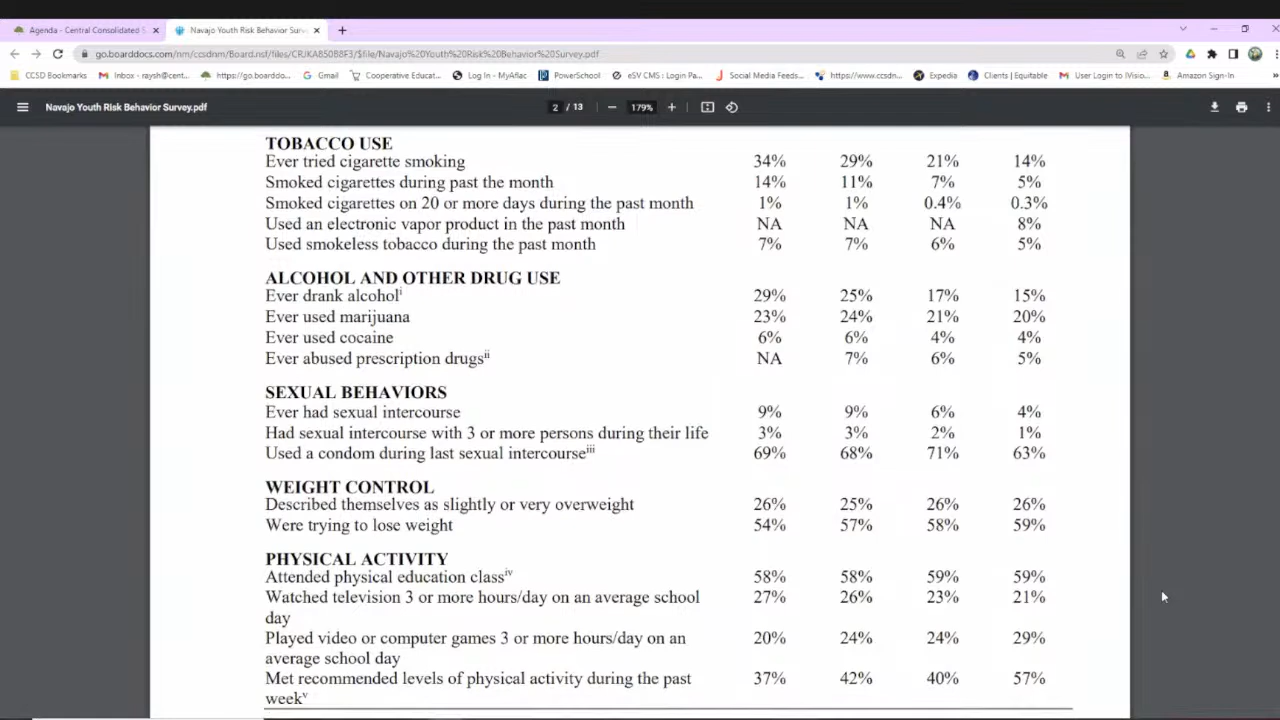 Agenda - Central Consolidated S
Navajo Youth Risk Behavior Surve
go.boarddocs.com/nm/ccsdnm/Board.nsf/files/CRJKA850B8F3/$file/Navajo%20Youth%20Risk%20Behavior%20Survey.pdf
CCSD Bookmarks
Inbox - raysh@cent...
https://go.boarddo...
Gmail
Cooperative Educat...
Log In - MyAflac
PowerSchool
eSV CMS : Login Pa...
Social Media Feeds...
https://www.ccsdn...
Expedia
Clients | Equitable
User Login to iVisio...
Amazon Sign-In
Navajo Youth Risk Behavior Survey.pdf
2 / 13
179%
TOBACCO USE
Ever tried cigarette smoking 34% 29% 21% 14%
Smoked cigarettes during past the month 14% 11% 7% 5%
Smoked cigarettes on 20 or more days during the past month 1% 1% 0.4% 0.3%
Used an electronic vapor product in the past month NA NA NA 8%
Used smokeless tobacco during the past month 7% 7% 6% 5%
ALCOHOL AND OTHER DRUG USE
Ever drank alcoholⁱ 29% 25% 17% 15%
Ever used marijuana 23% 24% 21% 20%
Ever used cocaine 6% 6% 4% 4%
Ever abused prescription drugsⁱⁱ NA 7% 6% 5%
SEXUAL BEHAVIORS
Ever had sexual intercourse 9% 9% 6% 4%
Had sexual intercourse with 3 or more persons during their life 3% 3% 2% 1%
Used a condom during last sexual intercourseⁱⁱⁱ 69% 68% 71% 63%
WEIGHT CONTROL
Described themselves as slightly or very overweight 26% 25% 26% 26%
Were trying to lose weight 54% 57% 58% 59%
PHYSICAL ACTIVITY
Attended physical education classⁱᵛ 58% 58% 59% 59%
Watched television 3 or more hours/day on an average school 27% 26% 23% 21%
day
Played video or computer games 3 or more hours/day on an 20% 24% 24% 29%
average school day
Met recommended levels of physical activity during the past 37% 42% 40% 57%
weekᵛ